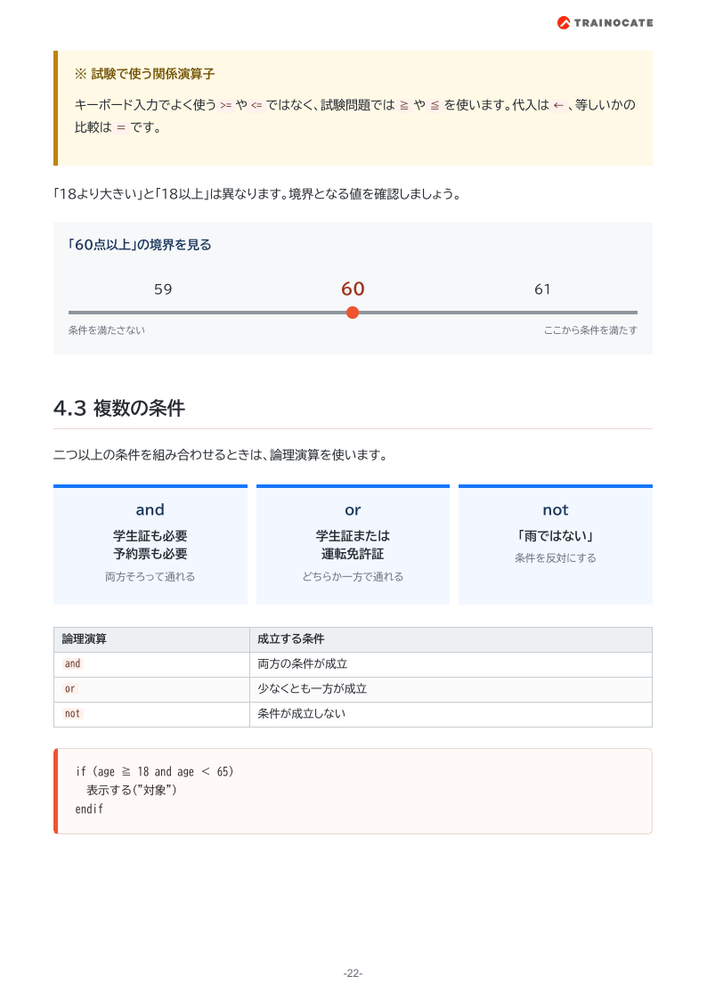 TRAINOCATE
※ 試験で使う関係演算子
キーボード入力でよく使う >= や <= ではなく、試験問題では ≧ や ≦ を使います。代入は ← 、等しいかの
比較は ＝ です。
「18より大きい」と「18以上」は異なります。境界となる値を確認しましょう。
「60点以上」の境界を見る
59 60 61
条件を満たさない ここから条件を満たす
4.3 複数の条件
二つ以上の条件を組み合わせるときは、論理演算を使います。
and
学生証も必要
予約票も必要
両方そろって通れる
or
学生証または
運転免許証
どちらか一方で通れる
not
「雨ではない」
条件を反対にする
論理演算 成立する条件
and 両方の条件が成立
or 少なくとも一方が成立
not 条件が成立しない
if (age ≧ 18 and age ＜ 65)
表示する("対象")
endif
-22-